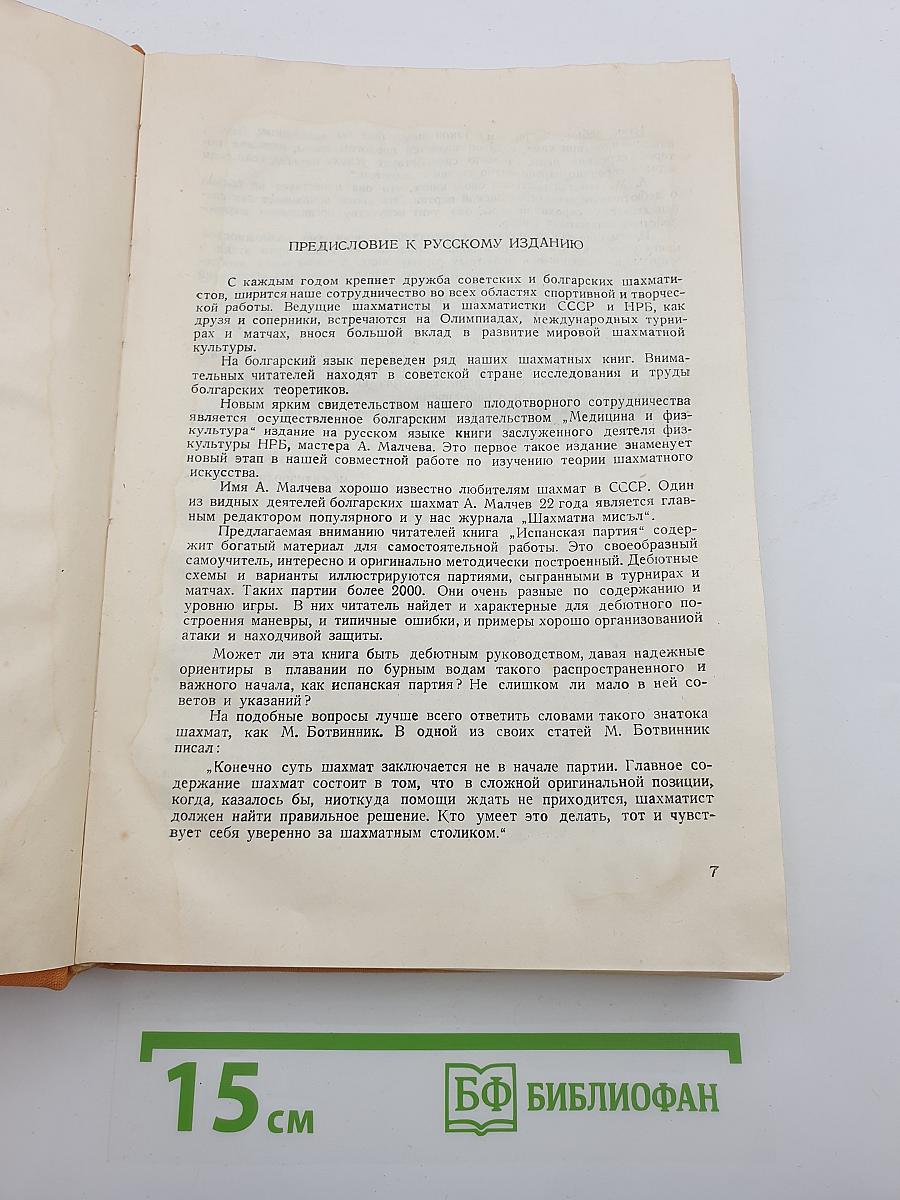 ПРЕДИСЛОВИЕ К РУССКОМУ ИЗДАНИЮ
С каждым годом крепнет дружба советских и болгарских шахмати-
стов, ширится наше сотрудничество во всех областях спортивной и творчес-
кой работы. Ведущие шахматисты и шахматистки СССР и НРБ, как
друзья и соперники, встречаются на Олимпиадах, международных турни-
рах и матчах, внося большой вклад в развитие мировой шахматной
культуры.
На болгарский язык переведен ряд наших шахматных книг. Внима-
тельных читателей находят в советской стране исследования и труды
болгарских теоретиков.
Новым ярким свидетельством нашего плодотворного сотрудничества
является осуществленное болгарским издательством „Медицина и физ-
культура“ издание на русском языке книги заслуженного деятеля физ-
культуры НРБ, мастера А. Малчева. Это первое такое издание знаменует
новый этап в нашей совместной работе по изучению теории шахматного
искусства.
Имя А. Малчева хорошо известно любителям шахмат в СССР. Один
из видных деятелей болгарских шахмат А. Малчев 22 года является глав-
ным редактором популярного и у нас журнала „Шахматна мисъл“.
Предлагаемая вниманию читателей книга „Испанская партия“ содер-
жит богатый материал для самостоятельной работы. Это своеобразный
самоучитель, интересно и оригинально методически построенный. Дебютные
схемы и варианты иллюстрируются партиями, сыгранными в турнирах и
матчах. Таких партии более 2000. Они очень разные по содержанию и
уровню игры. В них читатель найдет и характерные для дебютного по-
строения маневры, и типичные ошибки, и примеры хорошо организованной
атаки и находчивой защиты.
Может ли эта книга быть дебютным руководством, давая надежные
ориентиры в плавании по бурным водам такого распространенного и
важного начала, как испанская партия? Не слишком ли мало в ней со-
ветов и указаний?
На подобные вопросы лучше всего ответить словами такого знатока
шахмат, как М. Ботвинник. В одной из своих статей М. Ботвинник
писал:
„Конечно суть шахмат заключается не в начале партии. Главное со-
держание шахмат состоит в том, что в сложной оригинальной позиции,
когда, казалось бы, ниоткуда помощи ждать не приходится, шахматист
должен найти правильное решение. Кто умеет это делать, тот и чувст-
вует себя уверенно за шахматным столиком.“
7
15 см
БФ БИБЛИОФАН